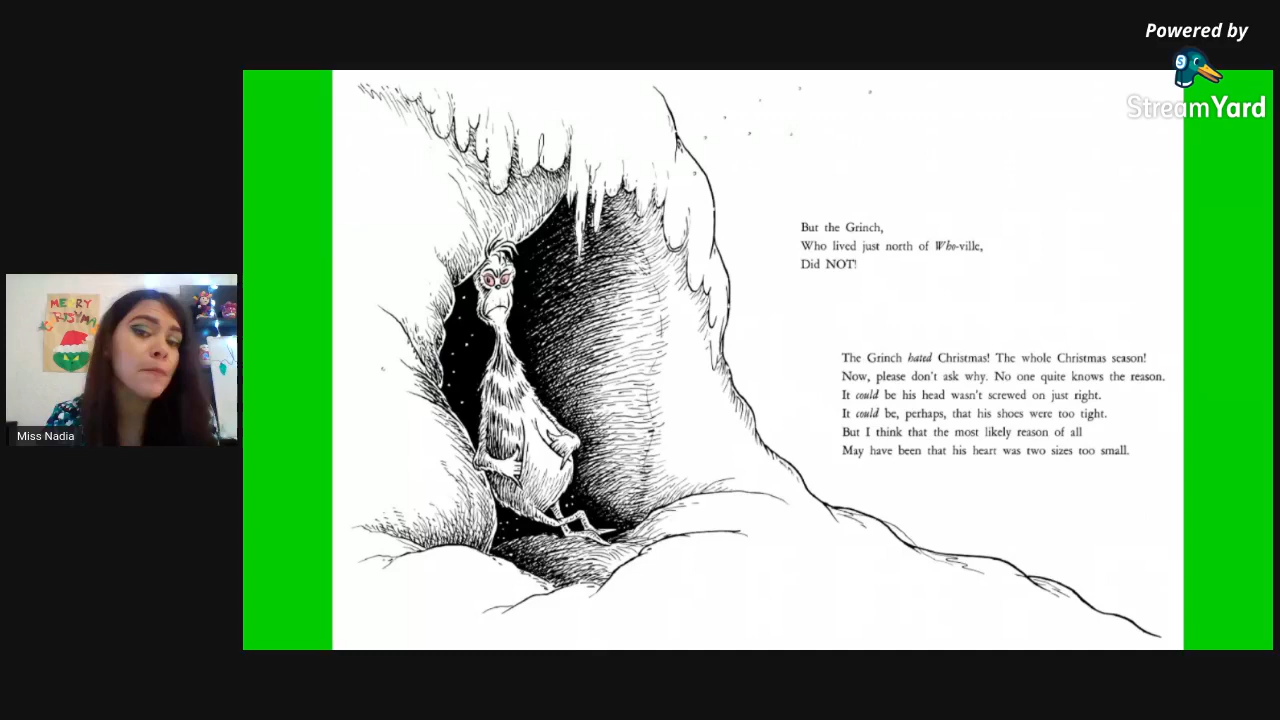 Powered by
StreamYard
MERRY
But the Grinch,
Who lived just north of Who-ville,
Did NOT!
The Grinch hated Christmas! The whole Christmas season!
Now, please don't ask why. No one quite knows the reason.
It could be his head wasn't screwed on just right.
It could be, perhaps, that his shoes were too tight.
But I think that the most likely reason of all
May have been that his heart was two sizes too small.
Miss Nadia